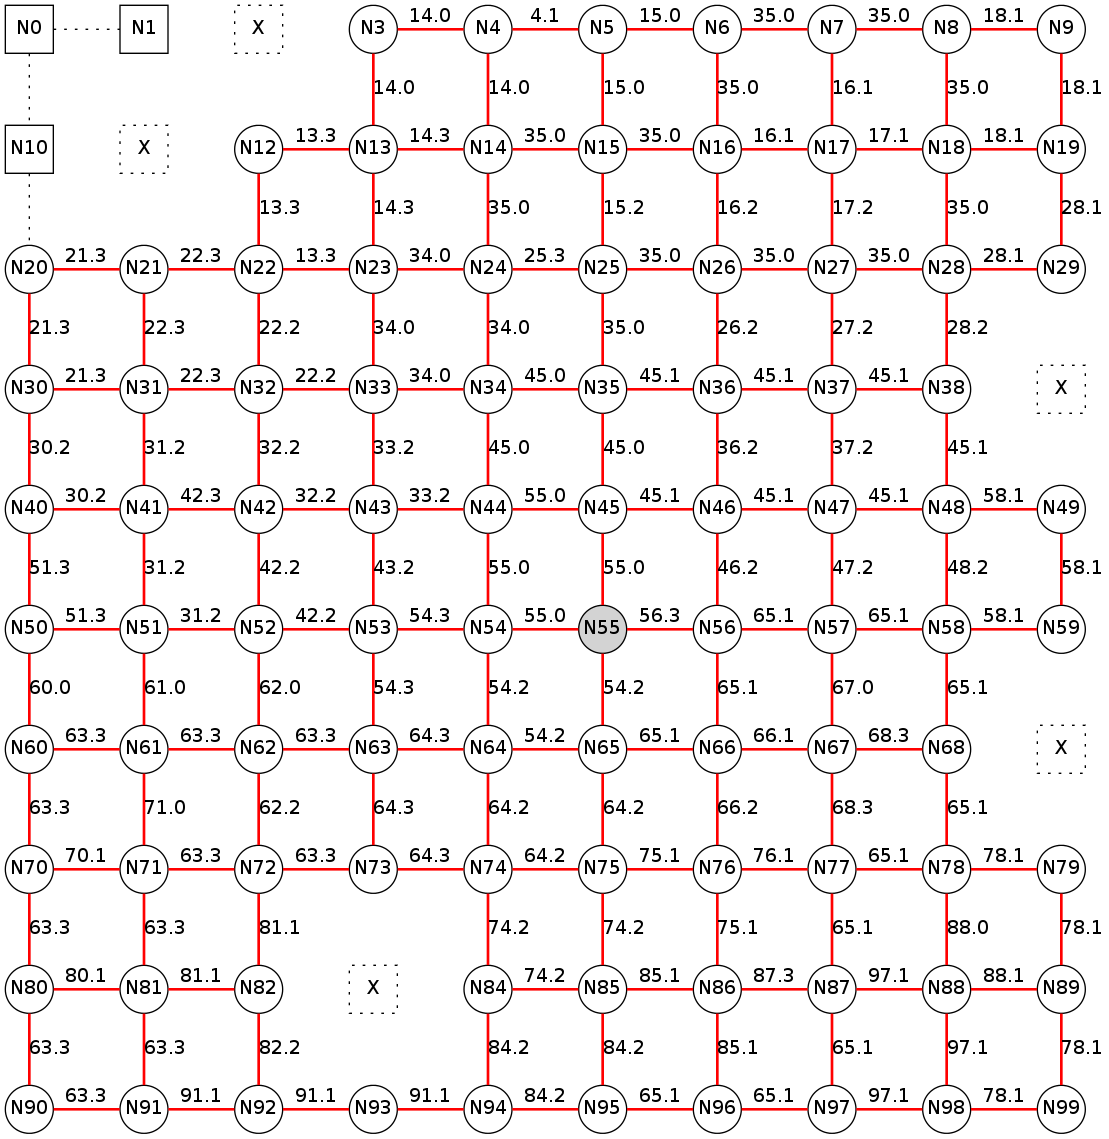 N0 N1 X N3 14.0 N4 4.1 N5 15.0 N6 35.0 N7 35.0 N8 18.1 N9
14.0 14.0 15.0 35.0 16.1 35.0 18.1
N10 X N12 13.3 N13 14.3 N14 35.0 N15 35.0 N16 16.1 N17 17.1 N18 18.1 N19
13.3 14.3 35.0 15.2 16.2 17.2 35.0 28.1
N20 21.3 N21 22.3 N22 13.3 N23 34.0 N24 25.3 N25 35.0 N26 35.0 N27 35.0 N28 28.1 N29
21.3 22.3 22.2 34.0 34.0 35.0 26.2 27.2 28.2
N30 21.3 N31 22.3 N32 22.2 N33 34.0 N34 45.0 N35 45.1 N36 45.1 N37 45.1 N38 X
30.2 31.2 32.2 33.2 45.0 45.0 36.2 37.2 45.1
N40 30.2 N41 42.3 N42 32.2 N43 33.2 N44 55.0 N45 45.1 N46 45.1 N47 45.1 N48 58.1 N49
51.3 31.2 42.2 43.2 55.0 55.0 46.2 47.2 48.2 58.1
N50 51.3 N51 31.2 N52 42.2 N53 54.3 N54 55.0 N55 56.3 N56 65.1 N57 65.1 N58 58.1 N59
60.0 61.0 62.0 54.3 54.2 54.2 65.1 67.0 65.1
N60 63.3 N61 63.3 N62 63.3 N63 64.3 N64 54.2 N65 65.1 N66 66.1 N67 68.3 N68 X
63.3 71.0 62.2 64.3 64.2 64.2 66.2 68.3 65.1
N70 70.1 N71 63.3 N72 63.3 N73 64.3 N74 64.2 N75 75.1 N76 76.1 N77 65.1 N78 78.1 N79
63.3 63.3 81.1 74.2 74.2 75.1 65.1 88.0 78.1
N80 80.1 N81 81.1 N82 X N84 74.2 N85 85.1 N86 87.3 N87 97.1 N88 88.1 N89
63.3 63.3 82.2 84.2 84.2 85.1 65.1 97.1 78.1
N90 63.3 N91 91.1 N92 91.1 N93 91.1 N94 84.2 N95 65.1 N96 65.1 N97 97.1 N98 78.1 N99